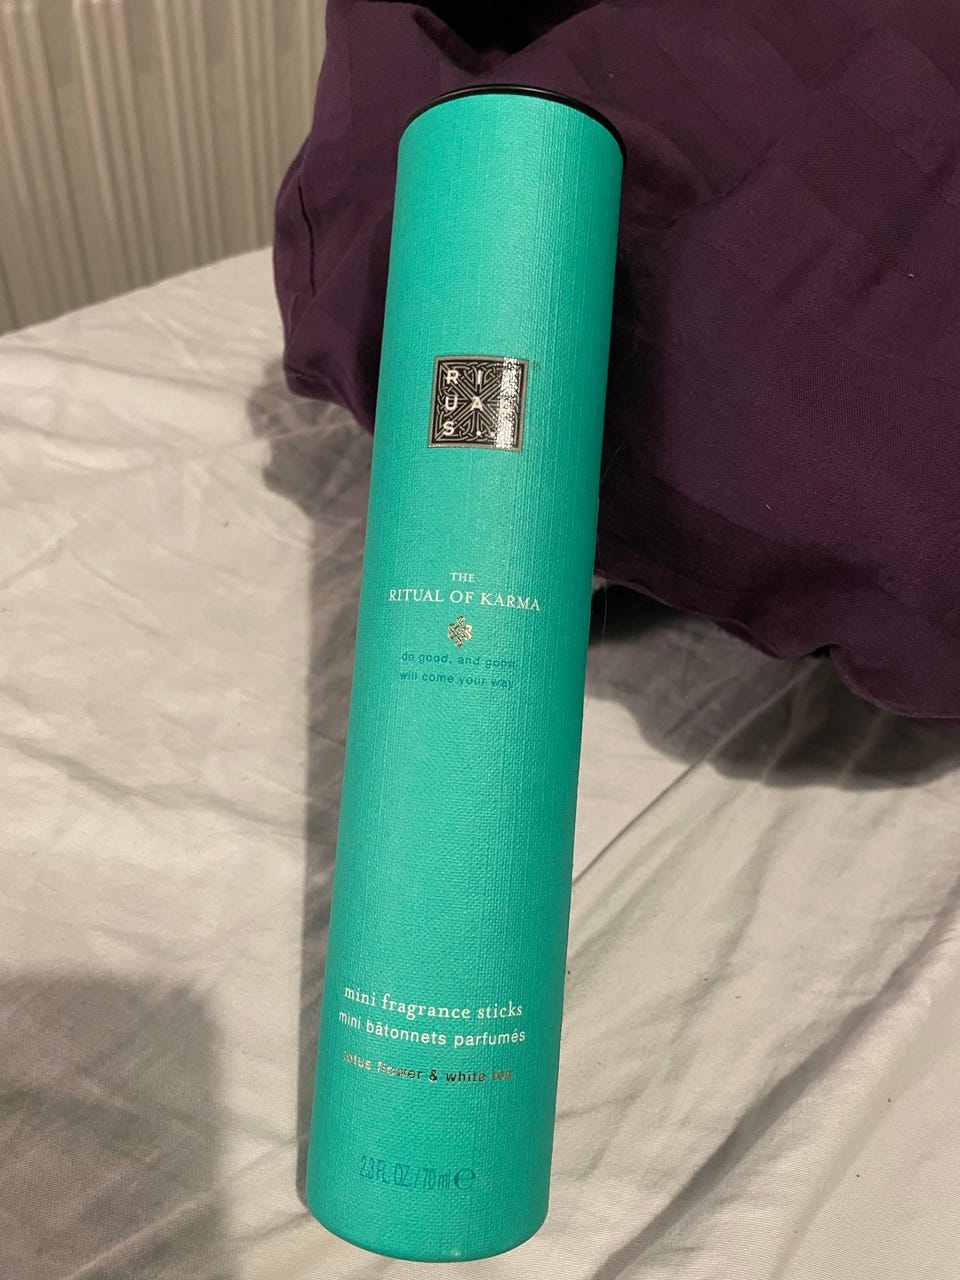 R I
U A
S .
THE
RITUAL OF KARMA
do good, and good
will come your way
mini fragrance sticks
mini bâtonnets parfumés
lotus flower & white tea
2.3 FL. OZ. / 70 ml ℮